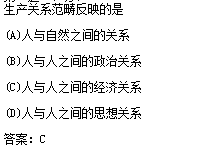 生产关系范畴反映的是
(A)人与自然之间的关系
(B)人与人之间的政治关系
(C)人与人之间的经济关系
(D)人与人之间的思想关系
答案：C